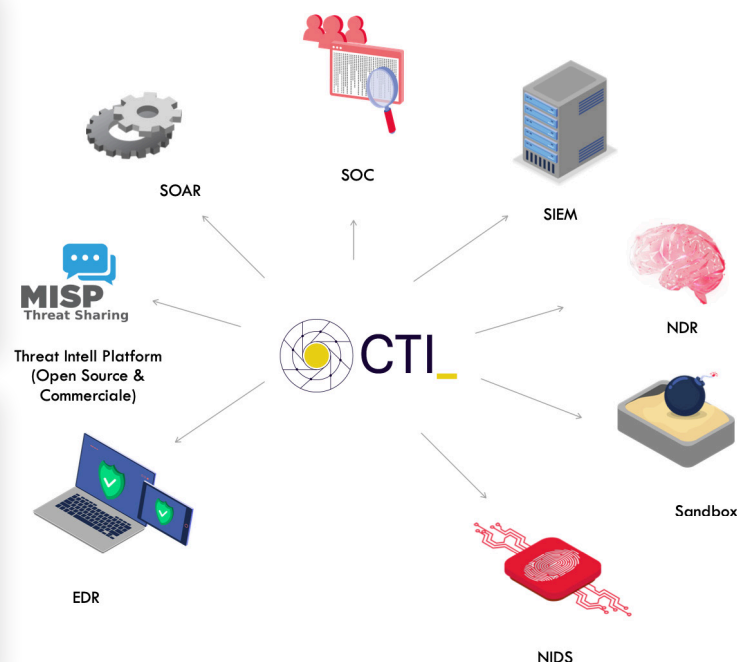 SOC
SOAR
SIEM
MISP
Threat Sharing
NDR
Threat Intell Platform
(Open Source &
Commerciale)
CTI_
Sandbox
EDR
NIDS